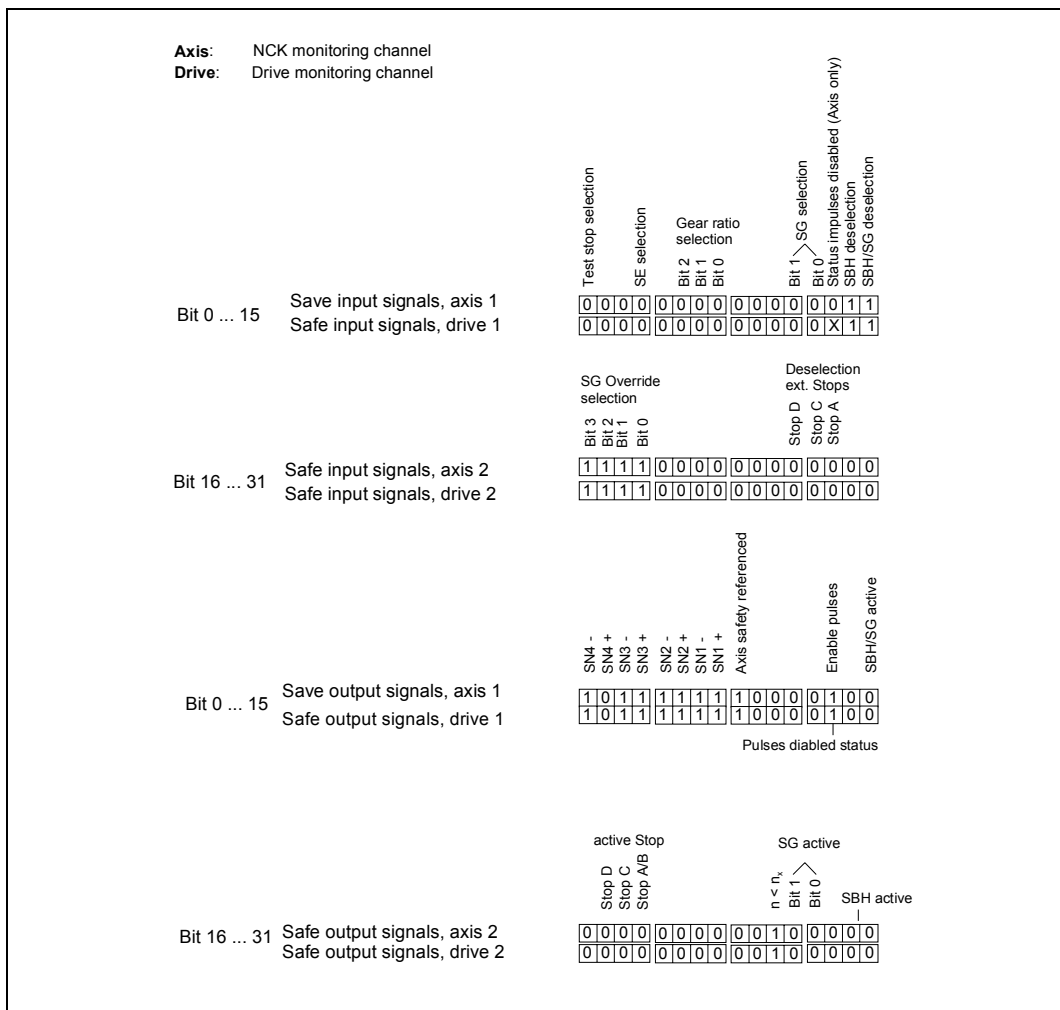 Axis: NCK monitoring channel
Drive: Drive monitoring channel
Test stop selection
SE selection
Gear ratio
selection
Bit 2
Bit 1
Bit 0
Bit 1
SG selection
Bit 0
Status impulses disabled (Axis only)
SBH deselection
SBH/SG deselection
Bit 0 ... 15
Save input signals, axis 1
0 0 0 0 0 0 0 0 0 0 0 0 0 0 1 1
Safe input signals, drive 1
0 0 0 0 0 0 0 0 0 0 0 0 0 X 1 1
SG Override
selection
Bit 3
Bit 2
Bit 1
Bit 0
Deselection
ext. Stops
Stop D
Stop C
Stop A
Bit 16 ... 31
Safe input signals, axis 2
1 1 1 1 0 0 0 0 0 0 0 0 0 0 0 0
Safe input signals, drive 2
1 1 1 1 0 0 0 0 0 0 0 0 0 0 0 0
SN4 -
SN4 +
SN3 -
SN3 +
SN2 -
SN2 +
SN1 -
SN1 +
Axis safety referenced
Enable pulses
SBH/SG active
Bit 0 ... 15
Save output signals, axis 1
1 0 1 1 1 1 1 1 1 0 0 0 0 1 0 0
Safe output signals, drive 1
1 0 1 1 1 1 1 1 1 0 0 0 0 1 0 0
Pulses diabled status
active Stop
Stop D
Stop C
Stop A/B
SG active
n < nx
Bit 1
Bit 0
SBH active
Bit 16 ... 31
Safe output signals, axis 2
0 0 0 0 0 0 0 0 0 0 1 0 0 0 0 0
Safe output signals, drive 2
0 0 0 0 0 0 0 0 0 0 1 0 0 0 0 0